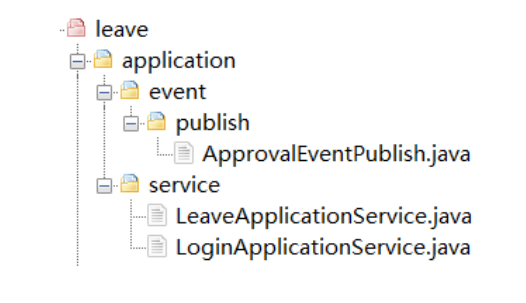 leave
application
event
publish
ApprovalEventPublish.java
service
LeaveApplicationService.java
LoginApplicationService.java